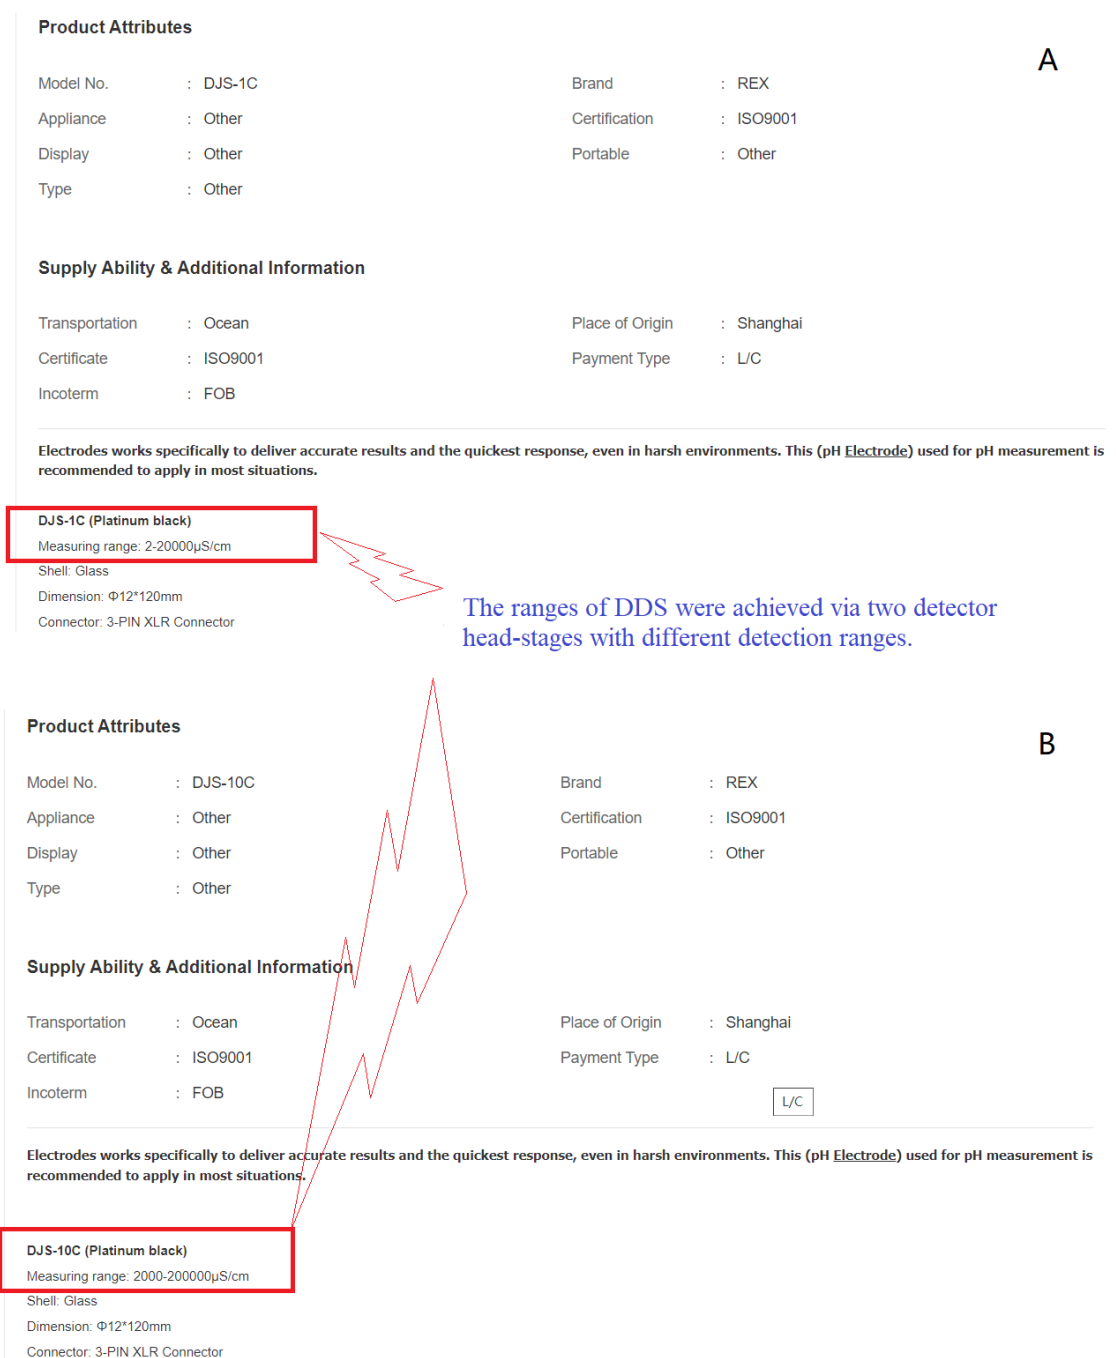 Product Attributes
A
Model No. : DJS-1C Brand : REX
Appliance : Other Certification : ISO9001
Display : Other Portable : Other
Type : Other
Supply Ability & Additional Information
Transportation : Ocean Place of Origin : Shanghai
Certificate : ISO9001 Payment Type : L/C
Incoterm : FOB
Electrodes works specifically to deliver accurate results and the quickest response, even in harsh environments. This (pH Electrode) used for pH measurement is
recommended to apply in most situations.
DJS-1C (Platinum black)
Measuring range: 2-20000μS/cm
Shell: Glass
Dimension: Φ12*120mm
Connector: 3-PIN XLR Connector
The ranges of DDS were achieved via two detector
head-stages with different detection ranges.
Product Attributes
B
Model No. : DJS-10C Brand : REX
Appliance : Other Certification : ISO9001
Display : Other Portable : Other
Type : Other
Supply Ability & Additional Information
Transportation : Ocean Place of Origin : Shanghai
Certificate : ISO9001 Payment Type : L/C
Incoterm : FOB
L/C
Electrodes works specifically to deliver accurate results and the quickest response, even in harsh environments. This (pH Electrode) used for pH measurement is
recommended to apply in most situations.
DJS-10C (Platinum black)
Measuring range: 2000-200000μS/cm
Shell: Glass
Dimension: Φ12*120mm
Connector: 3-PIN XLR Connector